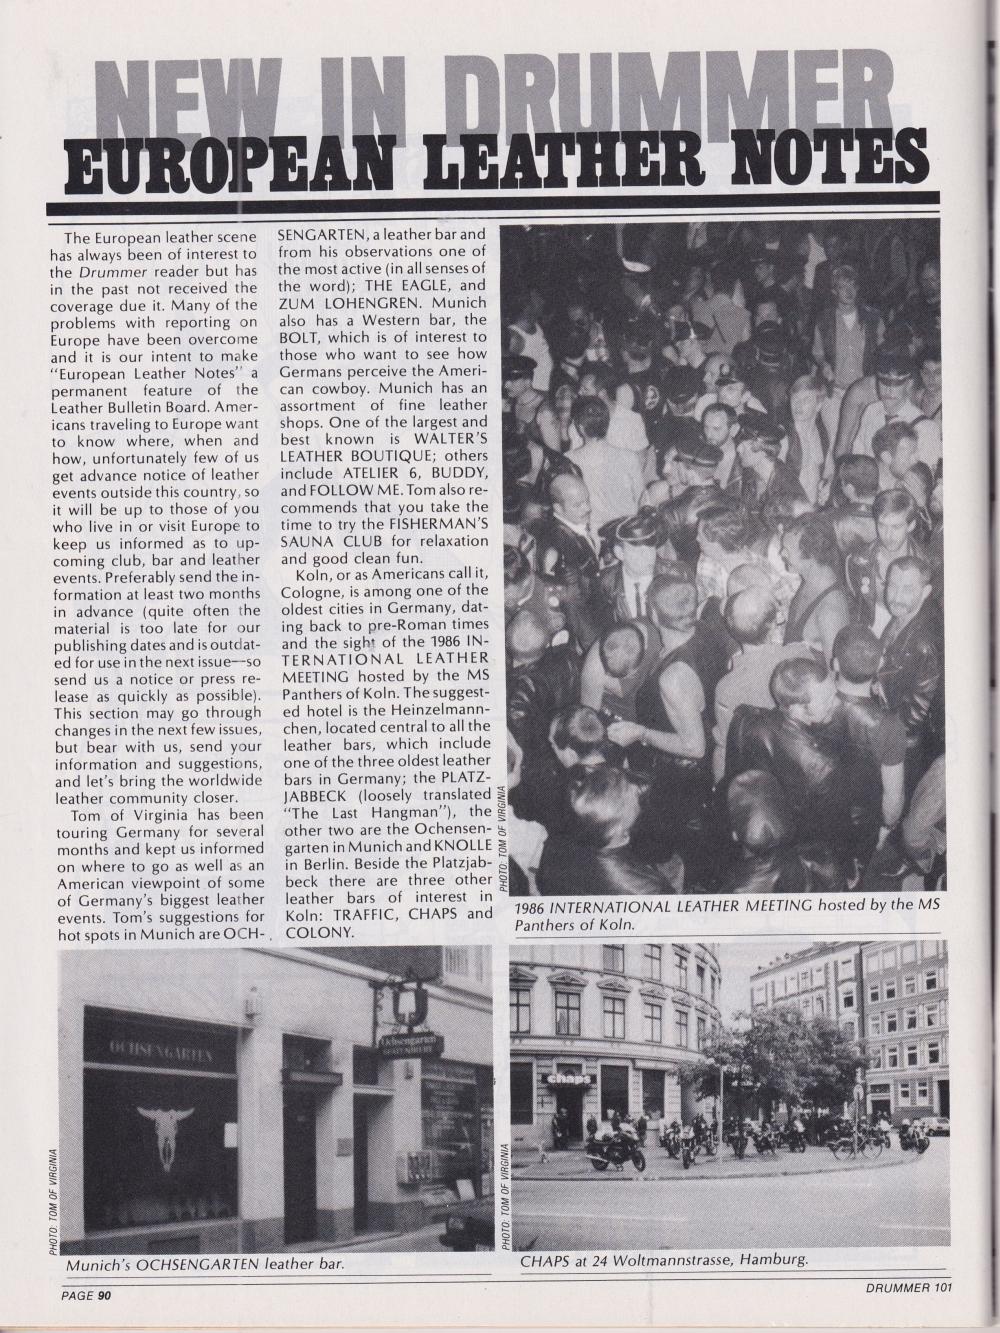 NEW IN DRUMMER
EUROPEAN LEATHER NOTES
The European leather scene
has always been of interest to
the Drummer reader but has
in the past not received the
coverage due it. Many of the
problems with reporting on
Europe have been overcome
and it is our intent to make
"European Leather Notes" a
permanent feature of the
Leather Bulletin Board. Amer-
icans traveling to Europe want
to know where, when and
how, unfortunately few of us
get advance notice of leather
events outside this country, so
it will be up to those of you
who live in or visit Europe to
keep us informed as to up-
coming club, bar and leather
events. Preferably send the in-
formation at least two months
in advance (quite often the
material is too late for our
publishing dates and is outdat-
ed for use in the next issue—so
send us a notice or press re-
lease as quickly as possible).
This section may go through
changes in the next few issues,
but bear with us, send your
information and suggestions,
and let's bring the worldwide
leather community closer.
Tom of Virginia has been
touring Germany for several
months and kept us informed
on where to go as well as an
American viewpoint of some
of Germany's biggest leather
events. Tom's suggestions for
hot spots in Munich are OCH-
SENGARTEN, a leather bar and
from his observations one of
the most active (in all senses of
the word); THE EAGLE, and
ZUM LOHENGREN. Munich
also has a Western bar, the
BOLT, which is of interest to
those who want to see how
Germans perceive the Ameri-
can cowboy. Munich has an
assortment of fine leather
shops. One of the largest and
best known is WALTER'S
LEATHER BOUTIQUE; others
include ATELIER 6, BUDDY,
and FOLLOW ME. Tom also re-
commends that you take the
time to try the FISHERMAN'S
SAUNA CLUB for relaxation
and good clean fun.
Koln, or as Americans call it,
Cologne, is among one of the
oldest cities in Germany, dat-
ing back to pre-Roman times
and the sight of the 1986 IN-
TERNATIONAL LEATHER
MEETING hosted by the MS
Panthers of Koln. The suggest-
ed hotel is the Heinzelmann-
chen, located central to all the
leather bars, which include
one of the three oldest leather
bars in Germany; the PLATZ-
JABBECK (loosely translated
"The Last Hangman"), the
other two are the Ochensen-
garten in Munich and KNOLLE
in Berlin. Beside the Platzjab-
beck there are three other
leather bars of interest in
Koln: TRAFFIC, CHAPS and
COLONY.
PHOTO: TOM OF VIRGINIA
1986 INTERNATIONAL LEATHER MEETING hosted by the MS
Panthers of Koln.
OCHSENGARTEN
Ochsengarten
PHOTO: TOM OF VIRGINIA
Munich's OCHSENGARTEN leather bar.
chaps
PHOTO: TOM OF VIRGINIA
CHAPS at 24 Woltmannstrasse, Hamburg.
PAGE 90
DRUMMER 101